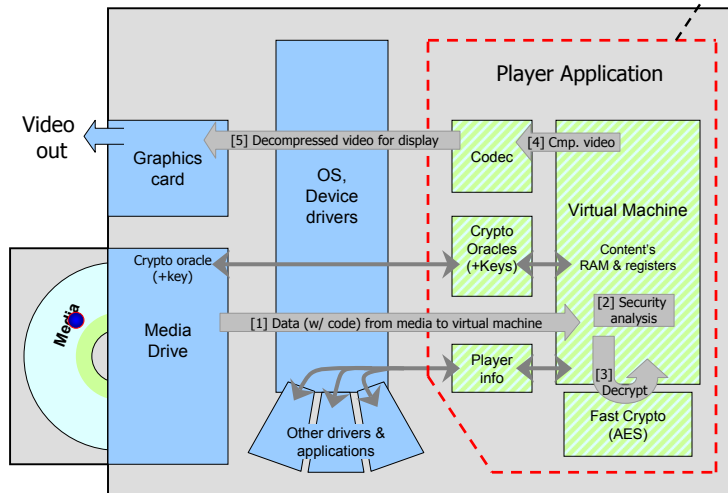 Player Application
Video
out
[5] Decompressed video for display
[4] Cmp. video
Graphics
card
OS,
Device
drivers
Codec
Virtual Machine
Crypto oracle
(+key)
Crypto
Oracles
(+Keys)
Content's
RAM & registers
Media
Media
Drive
[1] Data (w/ code) from media to virtual machine
[2] Security
analysis
Player
info
[3]
Decrypt
Other drivers &
applications
Fast Crypto
(AES)